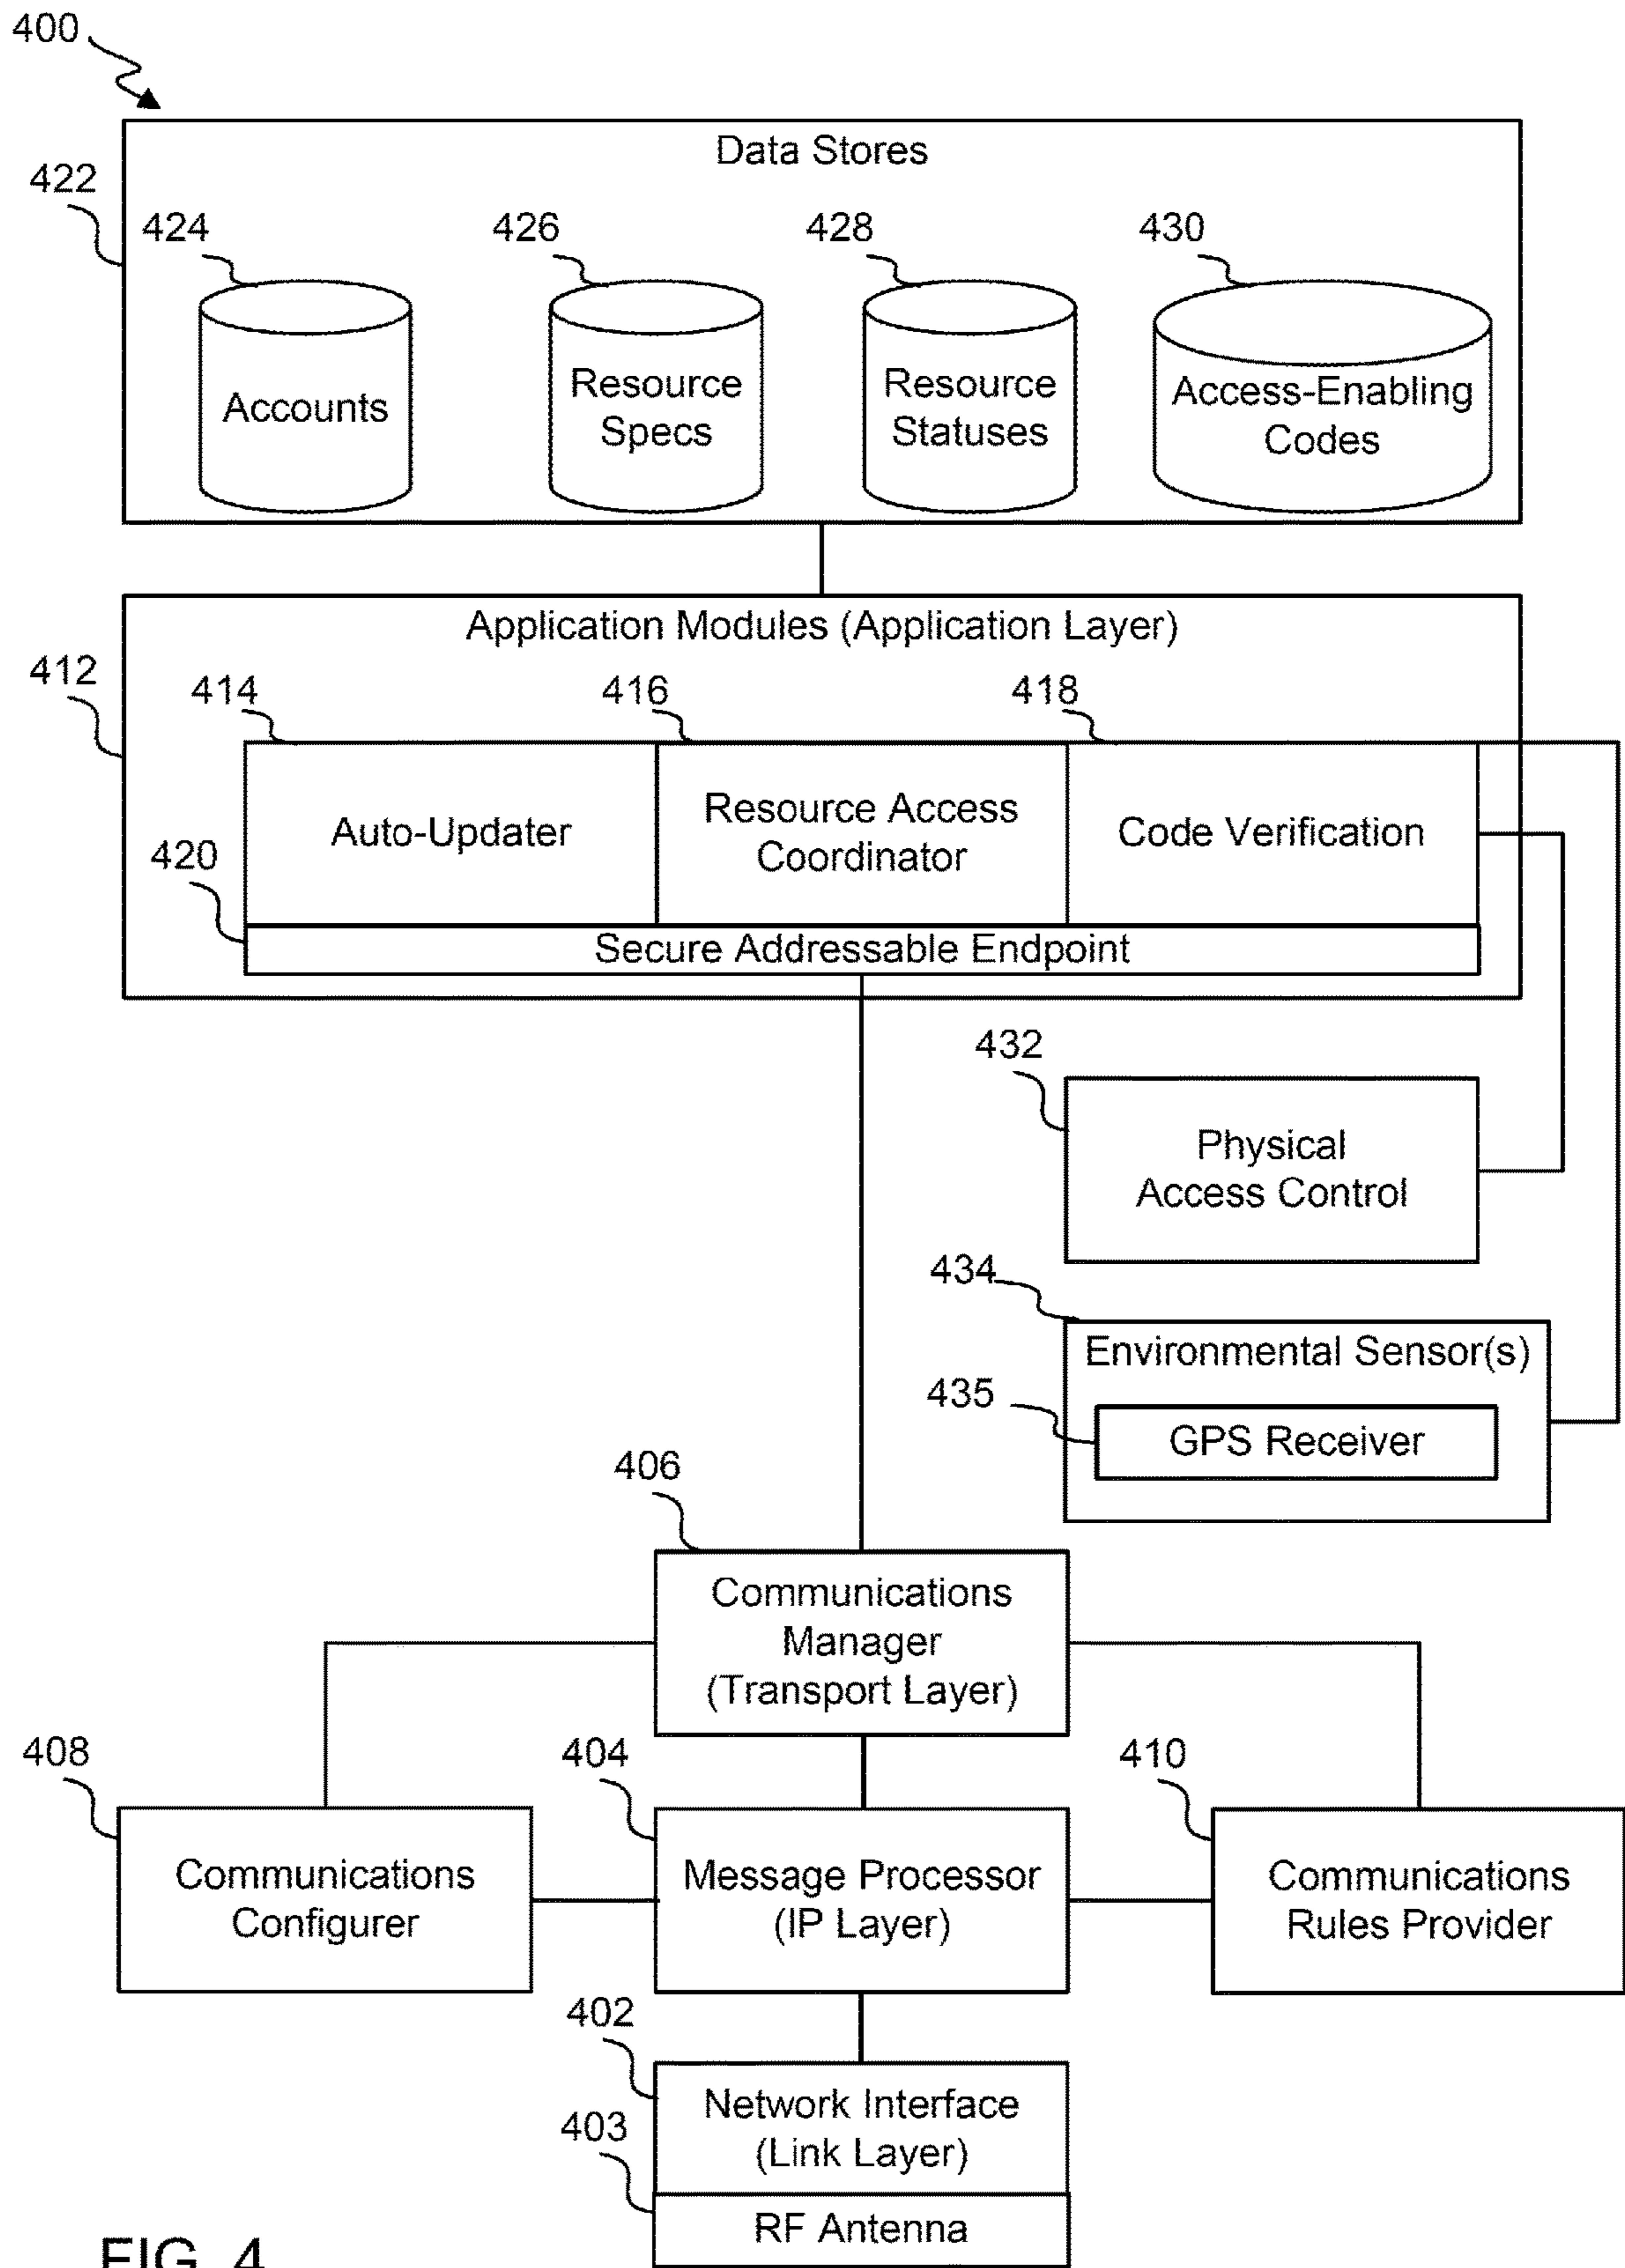 400
Data Stores
422
424
426
428
430
Accounts
Resource
Specs
Resource
Statuses
Access-Enabling
Codes
Application Modules (Application Layer)
412
414
416
418
Auto-Updater
Resource Access
Coordinator
Code Verification
420
Secure Addressable Endpoint
432
Physical
Access Control
434
Environmental Sensor(s)
435
GPS Receiver
406
Communications
Manager
(Transport Layer)
408
404
410
Communications
Configurer
Message Processor
(IP Layer)
Communications
Rules Provider
402
Network Interface
(Link Layer)
403
RF Antenna
FIG. 4